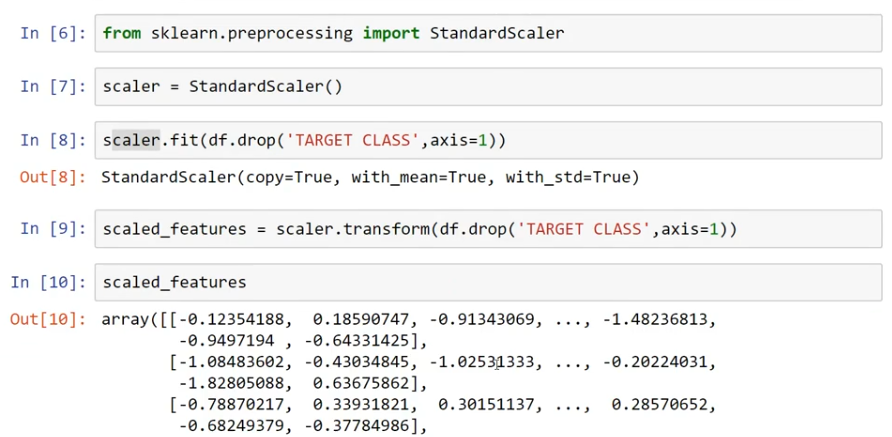 In [6]: from sklearn.preprocessing import StandardScaler
In [7]: scaler = StandardScaler()
In [8]: scaler.fit(df.drop('TARGET CLASS',axis=1))
Out[8]: StandardScaler(copy=True, with_mean=True, with_std=True)
In [9]: scaled_features = scaler.transform(df.drop('TARGET CLASS',axis=1))
In [10]: scaled_features
Out[10]: array([[-0.12354188,  0.18590747, -0.91343069, ..., -1.48236813,
-0.9497194 , -0.64331425],
[-1.08483602, -0.43034845, -1.02531333, ..., -0.20224031,
-1.82805088,  0.63675862],
[-0.78870217,  0.33931821,  0.30151137, ...,  0.28570652,
-0.68249379, -0.37784986],